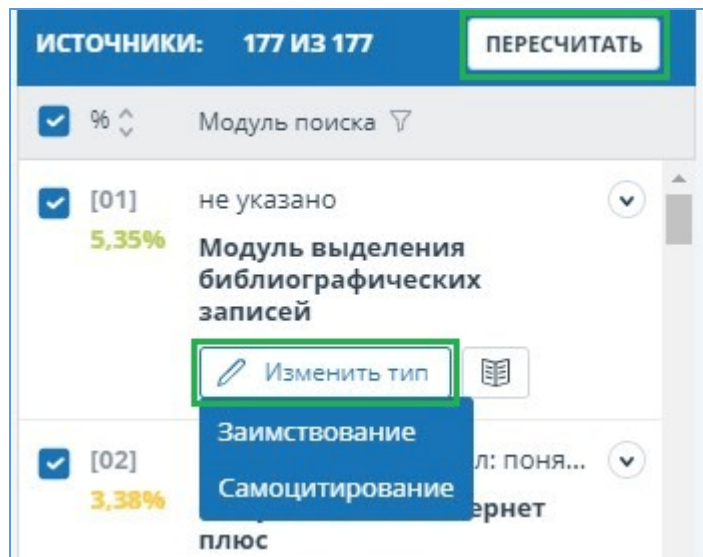 ИСТОЧНИКИ: 177 ИЗ 177 ПЕРЕСЧИТАТЬ
% Модуль поиска
[01] не указано
5,35% Модуль выделения
библиографических
записей
Изменить тип
Заимствование
[02] л: поня...
Самоцитирование
3,38% ернет
плюс